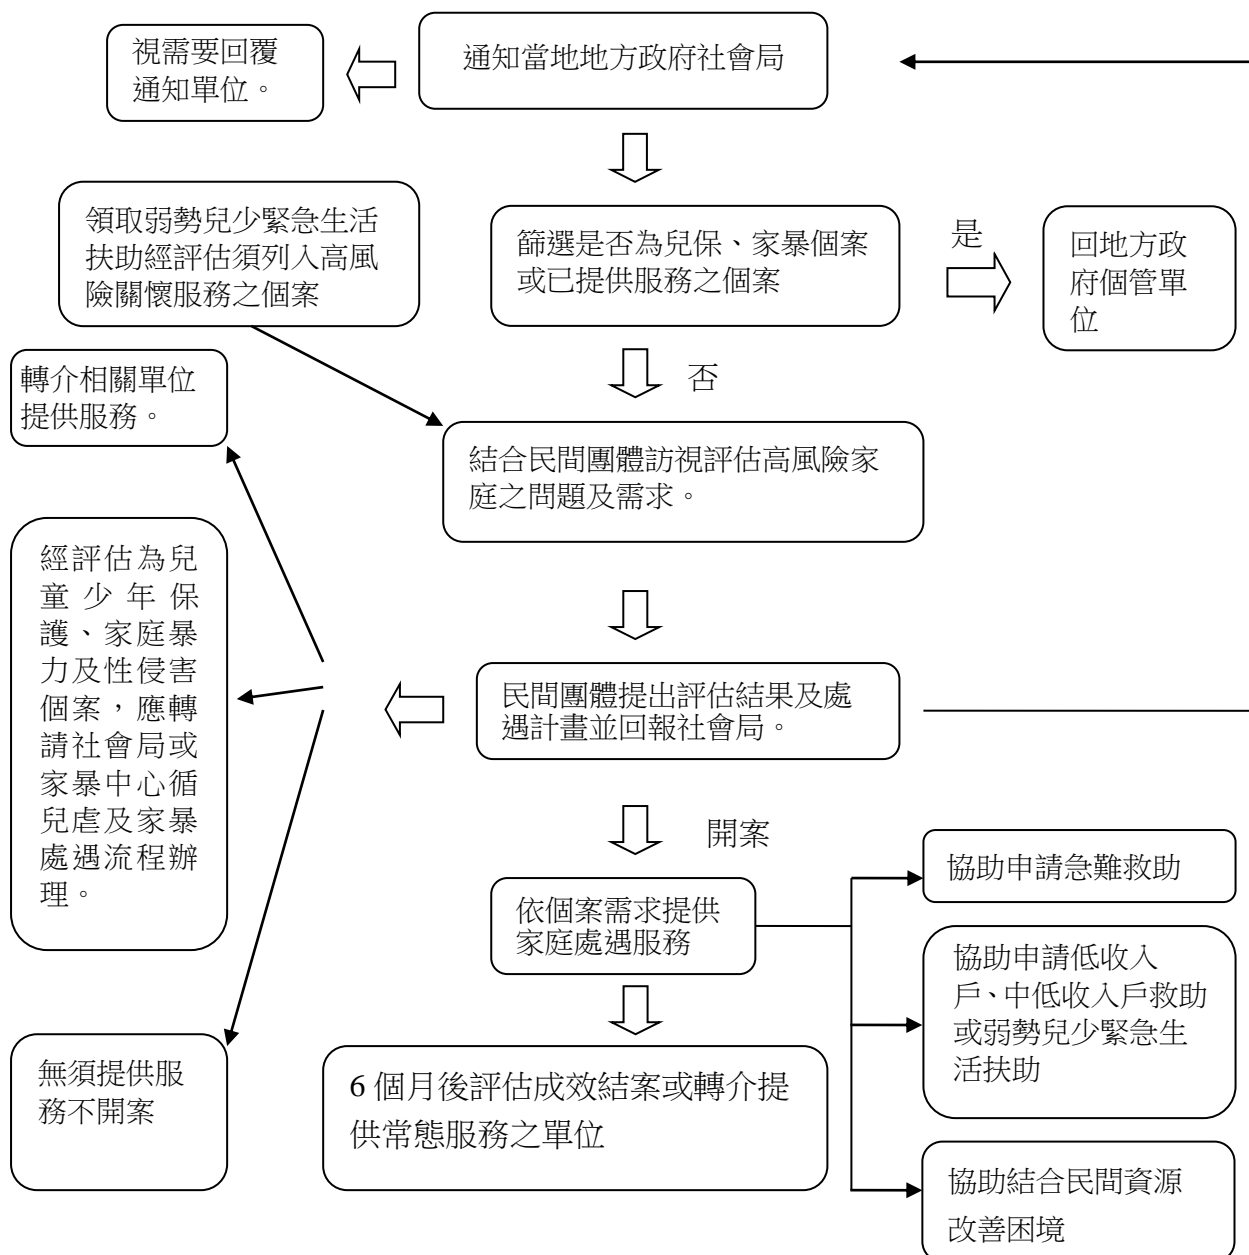 視需要回覆
通知單位。
通知當地地方政府社會局
領取弱勢兒少緊急生活
扶助經評估須列入高風
險關懷服務之個案
篩選是否為兒保、家暴個案
或已提供服務之個案
是
回地方政
府個管單
位
否
轉介相關單位
提供服務。
結合民間團體訪視評估高風險家
庭之問題及需求。
經評估為兒
童少年保
護、家庭暴
力及性侵害
個案，應轉
請社會局或
家暴中心循
兒虐及家暴
處遇流程辦
理。
民間團體提出評估結果及處
遇計畫並回報社會局。
開案
依個案需求提供
家庭處遇服務
協助申請急難救助
協助申請低收入
戶、中低收入戶救助
或弱勢兒少緊急生
活扶助
無須提供服
務不開案
6 個月後評估成效結案或轉介提
供常態服務之單位
協助結合民間資源
改善困境